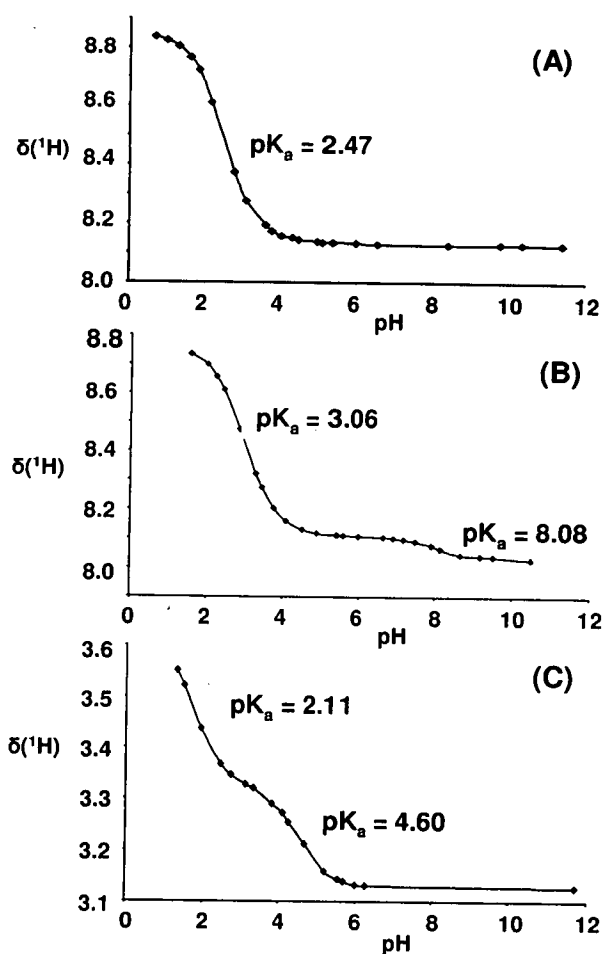 (A)
8.8
8.6
δ(¹H)
8.4
8.2
8.0
pKₐ = 2.47
0 2 4 6 8 10 12
pH
(B)
8.8
8.6
8.4
δ(¹H)
8.2
8.0
pKₐ = 3.06
pKₐ = 8.08
0 2 4 6 8 10 12
pH
(C)
3.6
3.5
3.4
δ(¹H)
3.3
3.2
3.1
pKₐ = 2.11
pKₐ = 4.60
0 2 4 6 8 10 12
pH